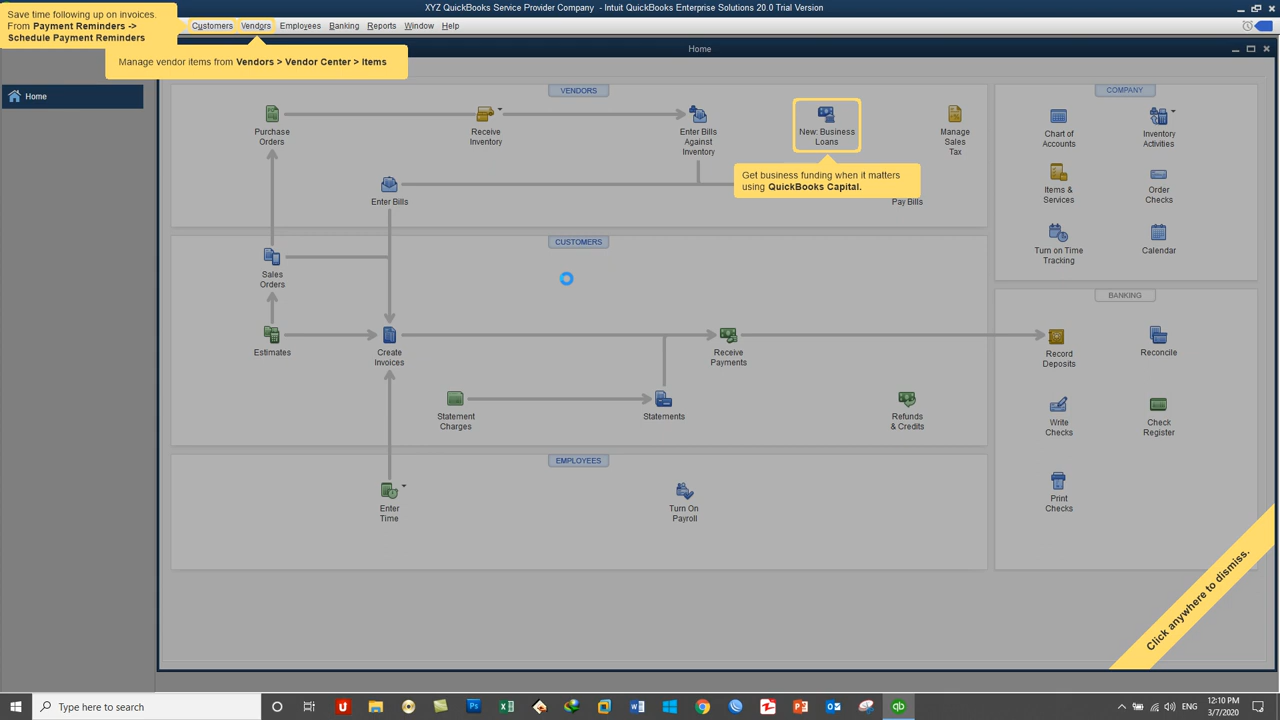 XYZ QuickBooks Service Provider Company - Intuit QuickBooks Enterprise Solutions 20.0 Trial Version
Save time following up on invoices.
From Payment Reminders ->
Schedule Payment Reminders
Customers Vendors Employees Banking Reports Window Help
Manage vendor items from Vendors > Vendor Center > Items
Home
Home
VENDORS
Purchase
Orders
Receive
Inventory
Enter Bills
Against
Inventory
New: Business
Loans
Manage
Sales
Tax
Get business funding when it matters
using QuickBooks Capital.
Enter Bills
Pay Bills
CUSTOMERS
Sales
Orders
Estimates
Create
Invoices
Receive
Payments
Statement
Charges
Statements
Refunds
& Credits
EMPLOYEES
Enter
Time
Turn On
Payroll
COMPANY
Chart of
Accounts
Inventory
Activities
Items &
Services
Order
Checks
Turn on Time
Tracking
Calendar
BANKING
Record
Deposits
Reconcile
Write
Checks
Check
Register
Print
Checks
Click anywhere to dismiss.
Type here to search
ENG
12:10 PM
3/7/2020